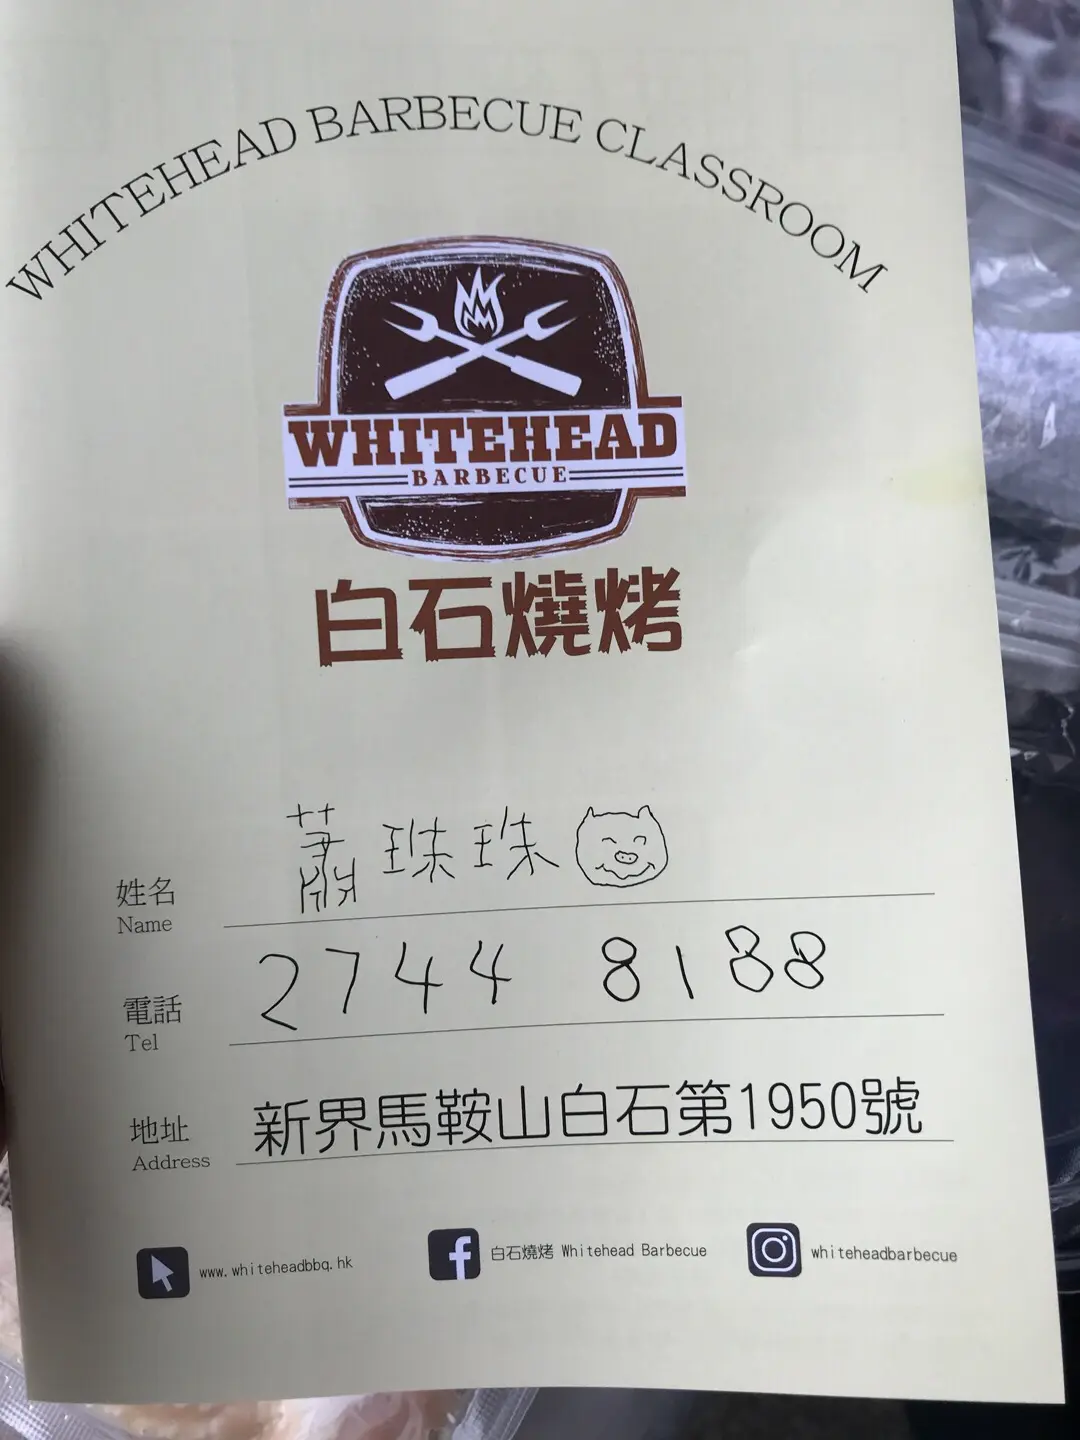 WHITEHEAD BARBECUE CLASSROOM
WHITEHEAD
BARBECUE
白石燒烤
姓名 蕭珠珠
Name
電話 2744 8188
Tel
地址 新界馬鞍山白石第1950號
Address
www.whiteheadbbq.hk
白石燒烤 Whitehead Barbecue
whiteheadbarbecue